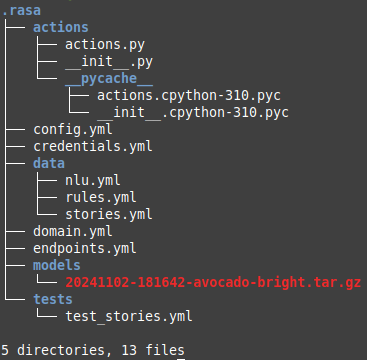 .rasa
├── actions
│   ├── actions.py
│   ├── __init__.py
│   └── __pycache__
│       ├── actions.cpython-310.pyc
│       └── __init__.cpython-310.pyc
├── config.yml
├── credentials.yml
├── data
│   ├── nlu.yml
│   ├── rules.yml
│   └── stories.yml
├── domain.yml
├── endpoints.yml
├── models
│   └── 20241102-181642-avocado-bright.tar.gz
└── tests
    └── test_stories.yml
5 directories, 13 files